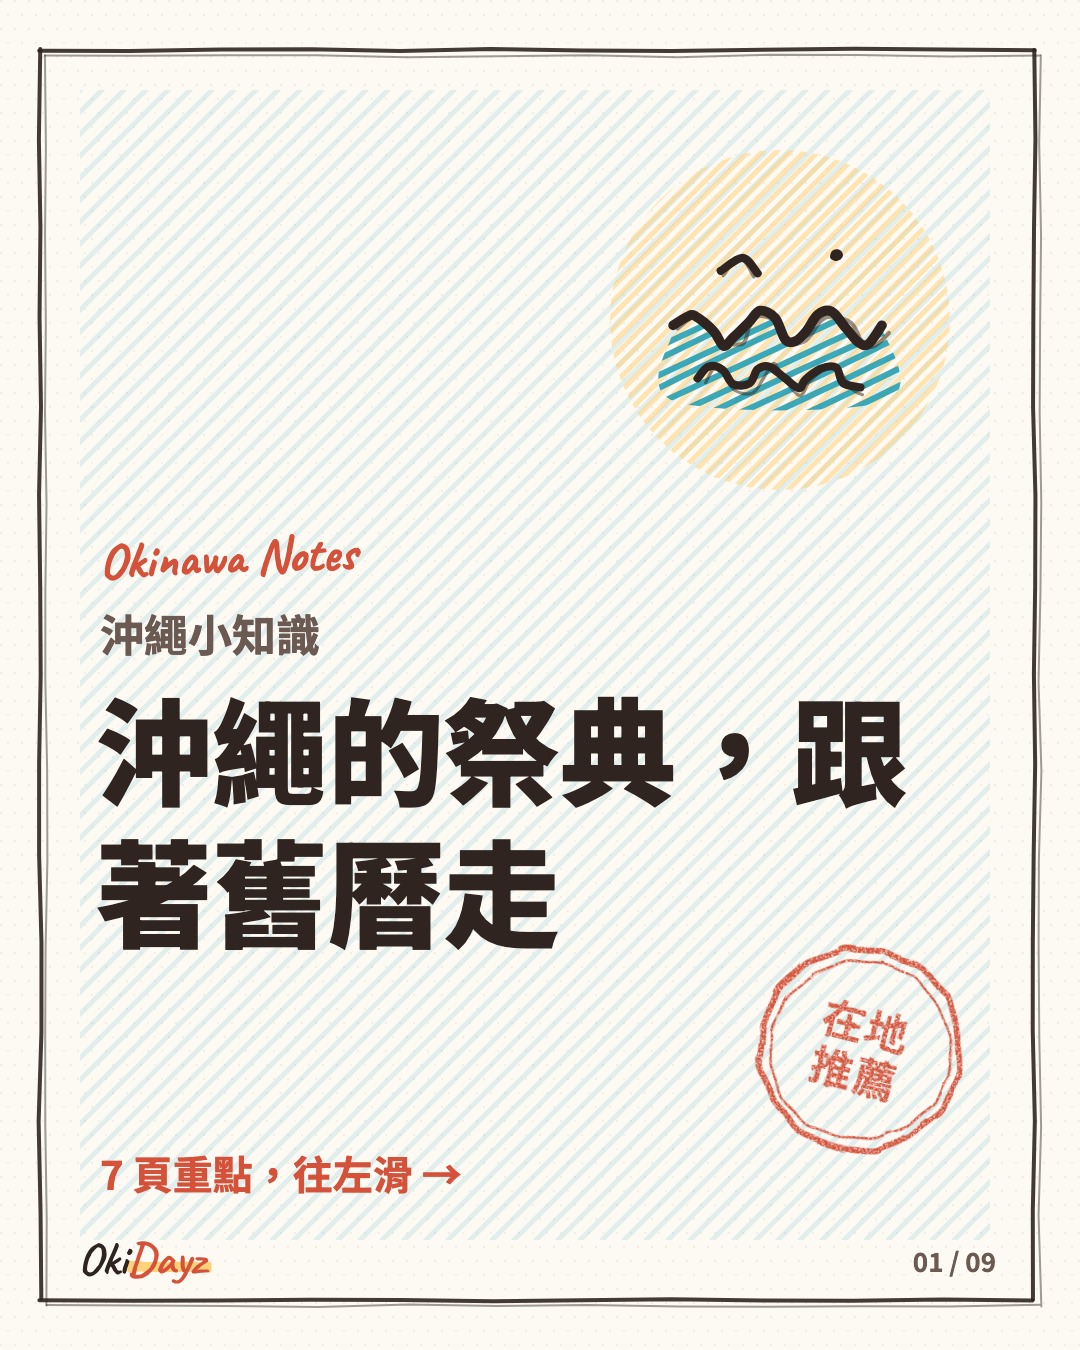 Okinawa Notes
沖繩小知識
沖繩的祭典，跟
著舊曆走
在地
推薦
7 頁重點，往左滑 →
OkiDayz
01 / 09